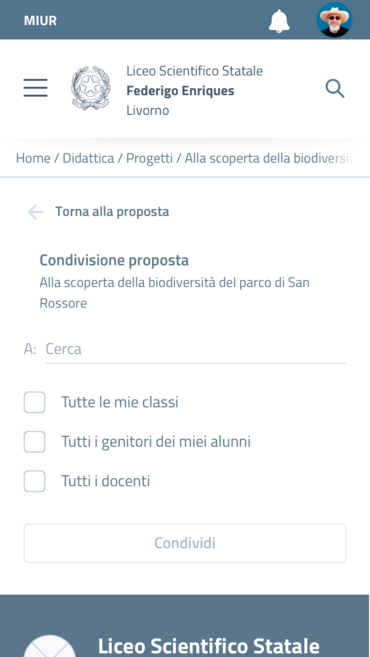 MIUR
Liceo Scientifico Statale
Federigo Enriques
Livorno
Home / Didattica / Progetti / Alla scoperta della biodiversit
Torna alla proposta
Condivisione proposta
Alla scoperta della biodiversità del parco di San
Rossore
A: Cerca
Tutte le mie classi
Tutti i genitori dei miei alunni
Tutti i docenti
Condividi
Liceo Scientifico Statale